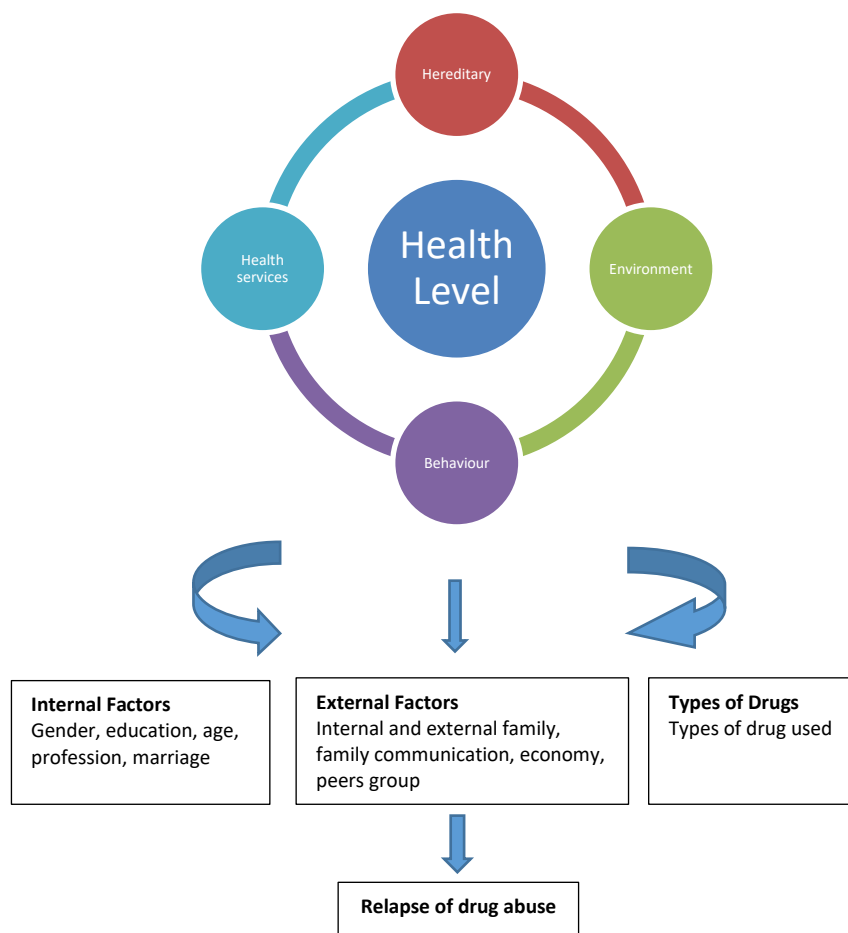 Hereditary
Health
services
Health
Level
Environment
Behaviour
Internal Factors
Gender, education, age,
profession, marriage
External Factors
Internal and external family,
family communication, economy,
peers group
Types of Drugs
Types of drug used
Relapse of drug abuse